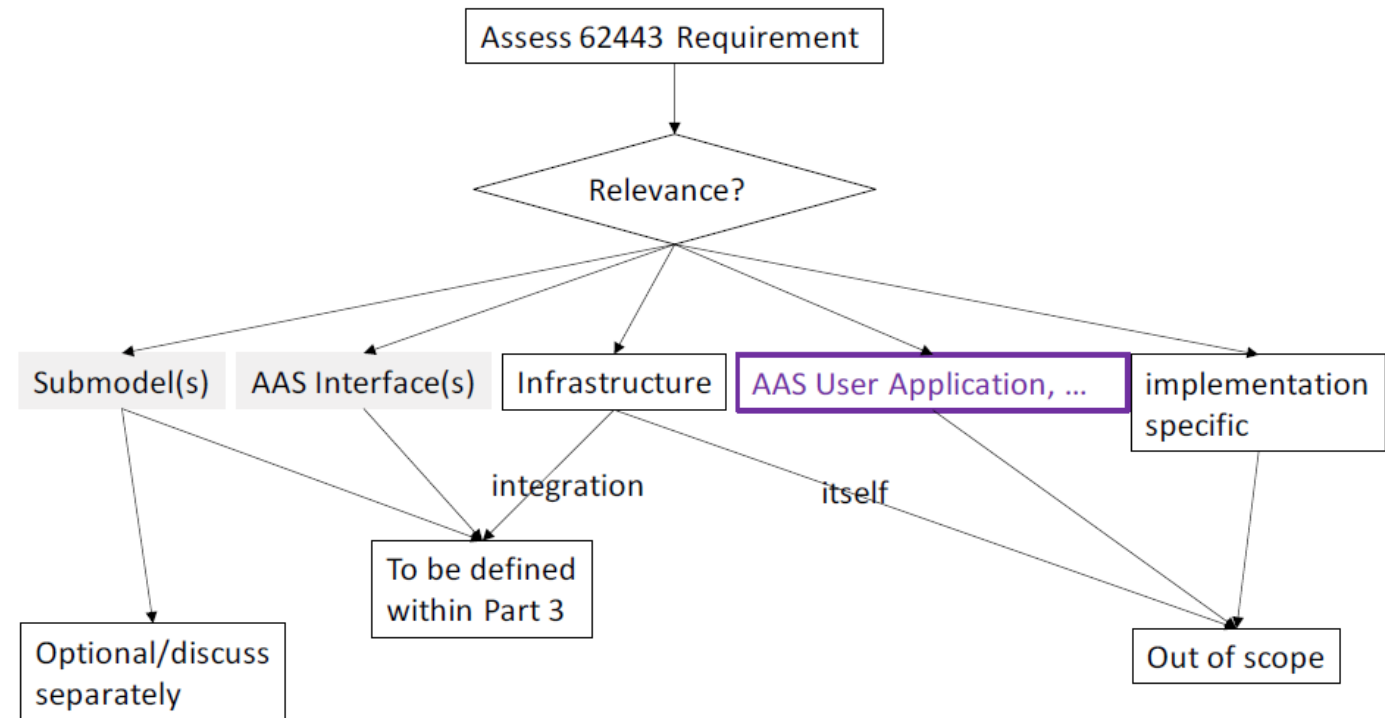 Assess 62443 Requirement
Relevance?
Submodel(s)
AAS Interface(s)
Infrastructure
AAS User Application, ...
implementation
specific
integration
itself
To be defined
within Part 3
Optional/discuss
separately
Out of scope